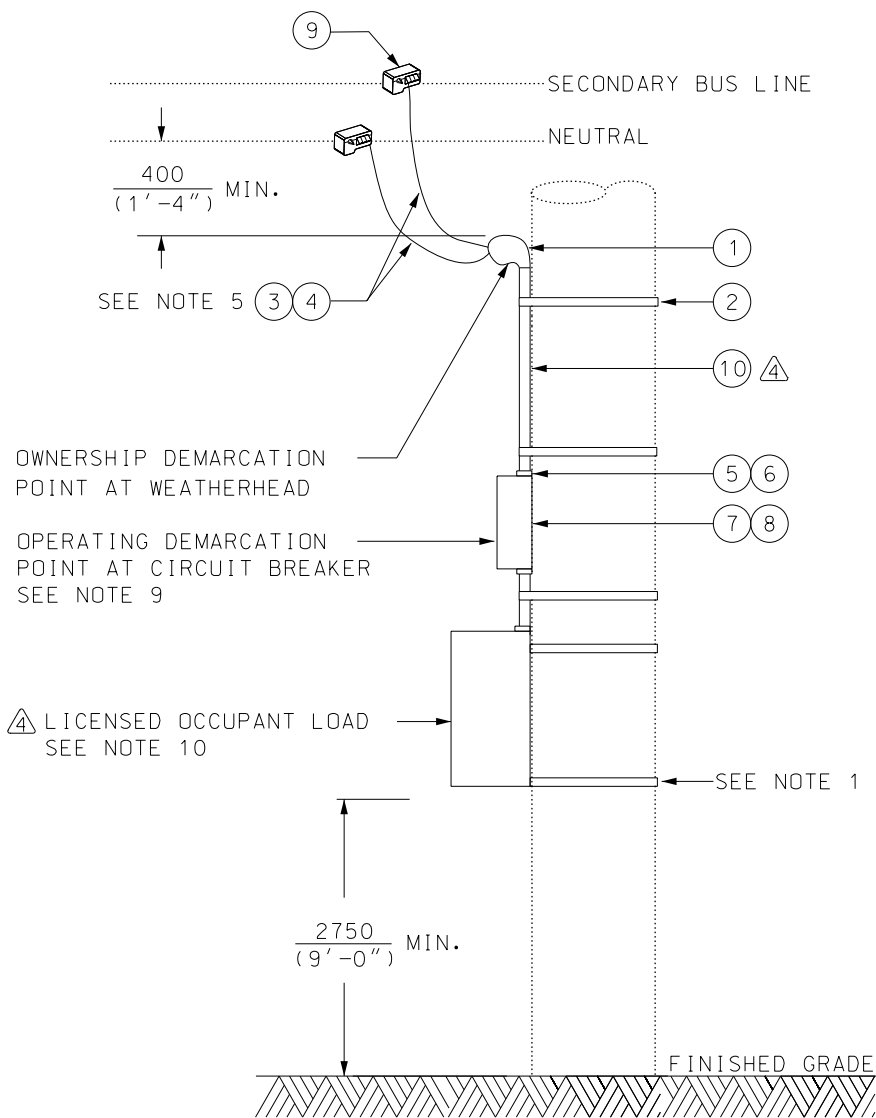 9
SECONDARY BUS LINE
NEUTRAL
400
(1'-4") MIN.
1
SEE NOTE 5 3 4
2
10 4
OWNERSHIP DEMARCATION
POINT AT WEATHERHEAD
5 6
7 8
OPERATING DEMARCATION
POINT AT CIRCUIT BREAKER
SEE NOTE 9
4 LICENSED OCCUPANT LOAD
SEE NOTE 10
SEE NOTE 1
2750
(9'-0") MIN.
FINISHED GRADE